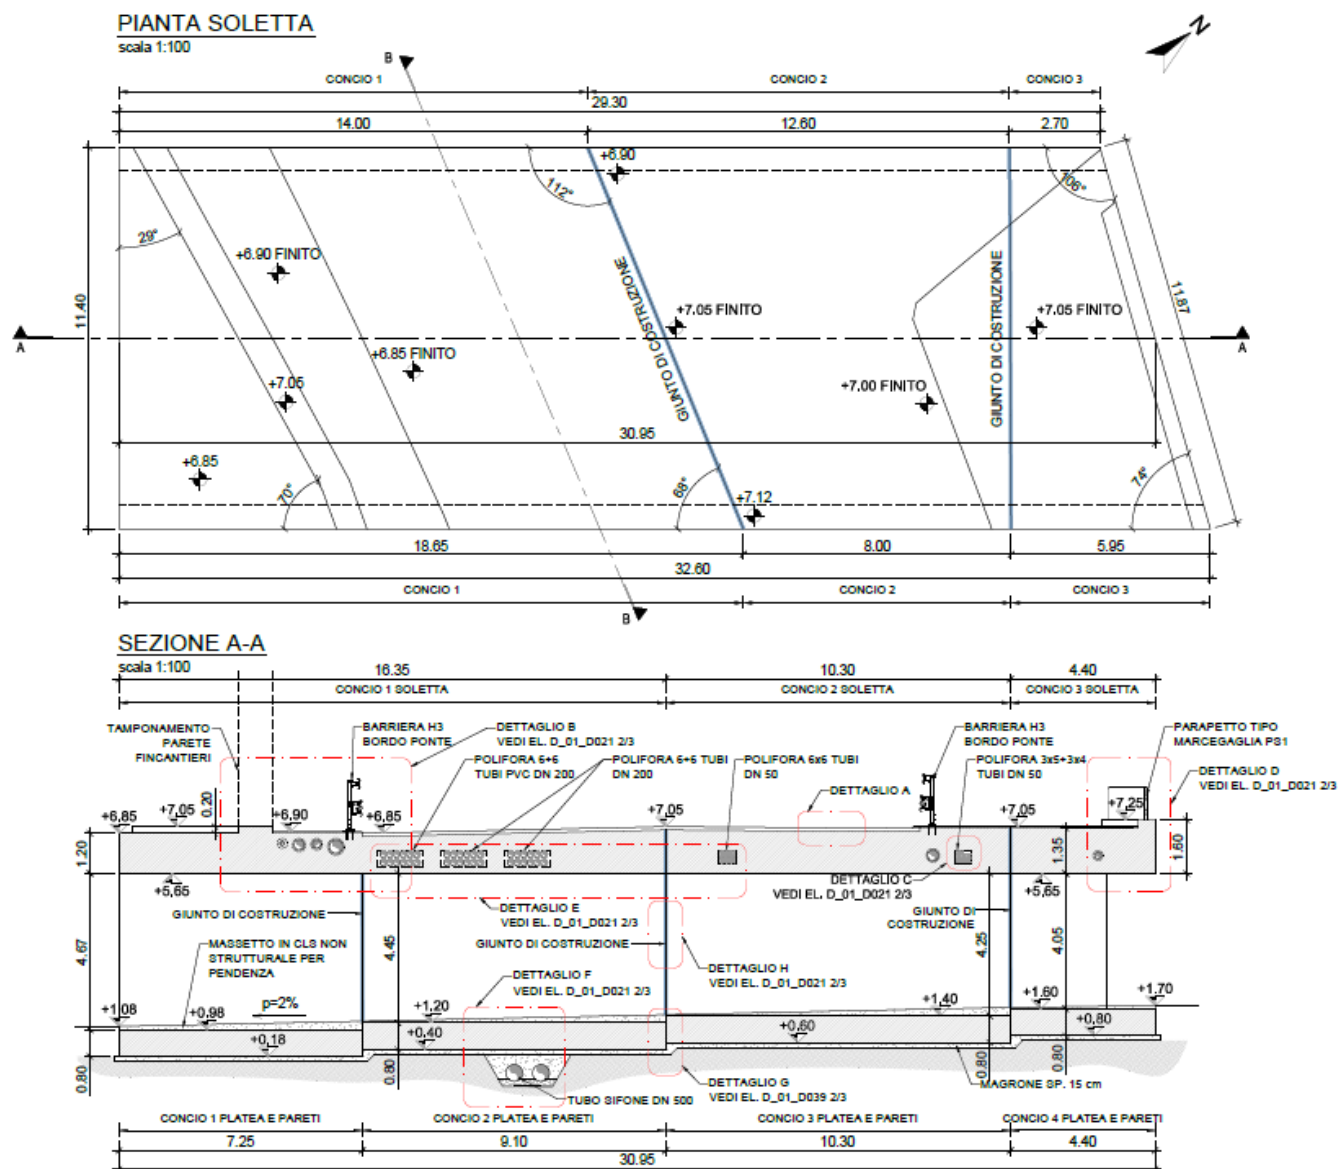 PIANTA SOLETTA
scala 1:100
N
B
CONCIO 1
CONCIO 2
CONCIO 3
29.30
14.00
12.60
2.70
+6.90
112°
106°
29°
+6.90 FINITO
GIUNTO DI COSTRUZIONE
GIUNTO DI COSTRUZIONE
11.40
11.87
+7.05 FINITO
+7.05 FINITO
A
A
+6.85 FINITO
+7.05
+7.00 FINITO
30.95
+6.85
70°
68°
74°
+7.12
18.65
8.00
5.95
32.60
CONCIO 1
CONCIO 2
CONCIO 3
B
SEZIONE A-A
scala 1:100
16.35
10.30
4.40
CONCIO 1 SOLETTA
CONCIO 2 SOLETTA
CONCIO 3 SOLETTA
TAMPONAMENTO
PARETE
FINCANTIERI
BARRIERA H3
BORDO PONTE
DETTAGLIO B
VEDI EL. D_01_D021 2/3
BARRIERA H3
BORDO PONTE
PARAPETTO TIPO
MARCEGAGLIA PS1
POLIFORA 6+6
TUBI PVC DN 200
POLIFORA 6+6 TUBI
DN 200
POLIFORA 6x6 TUBI
DN 50
POLIFORA 3x5+3x4
TUBI DN 50
DETTAGLIO D
VEDI EL. D_01_D021 2/3
DETTAGLIO A
+6.85
+7.05
0.20
+6.90
+6.85
+7.05
+7.05
+7.25
1.20
1.35
1.60
+5.65
+5.65
DETTAGLIO C
VEDI EL. D_01_D021 2/3
DETTAGLIO E
VEDI EL. D_01_D021 2/3
GIUNTO DI COSTRUZIONE
GIUNTO DI COSTRUZIONE
GIUNTO DI
COSTRUZIONE
4.67
4.45
4.25
4.05
MASSETTO IN CLS NON
STRUTTURALE PER
PENDENZA
DETTAGLIO F
VEDI EL. D_01_D021 2/3
DETTAGLIO H
VEDI EL. D_01_D021 2/3
+1.08
+0.98
p=2%
+1.20
+1.40
+1.60
+1.70
+0.18
+0.40
+0.60
+0.80
0.80
0.80
0.80
0.80
TUBO SIFONE DN 500
DETTAGLIO G
VEDI EL. D_01_D039 2/3
MAGRONE SP. 15 cm
CONCIO 1 PLATEA E PARETI
CONCIO 2 PLATEA E PARETI
CONCIO 3 PLATEA E PARETI
CONCIO 4 PLATEA E PARETI
7.25
9.10
10.30
4.40
30.95